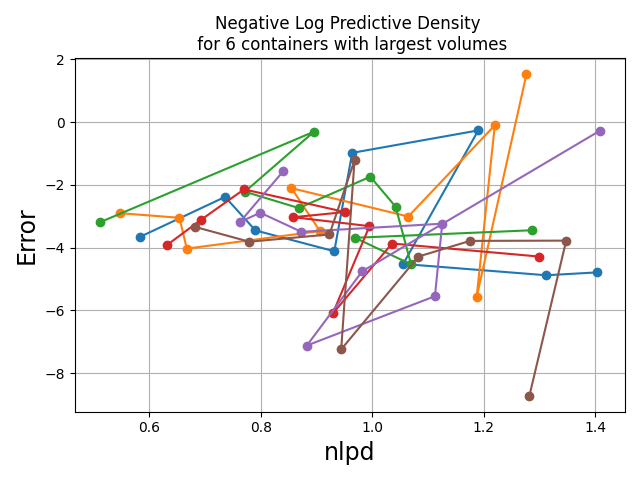 Negative Log Predictive Density
for 6 containers with largest volumes
2
0
−2
−4
−6
−8
Error
0.6
0.8
1.0
1.2
1.4
nlpd